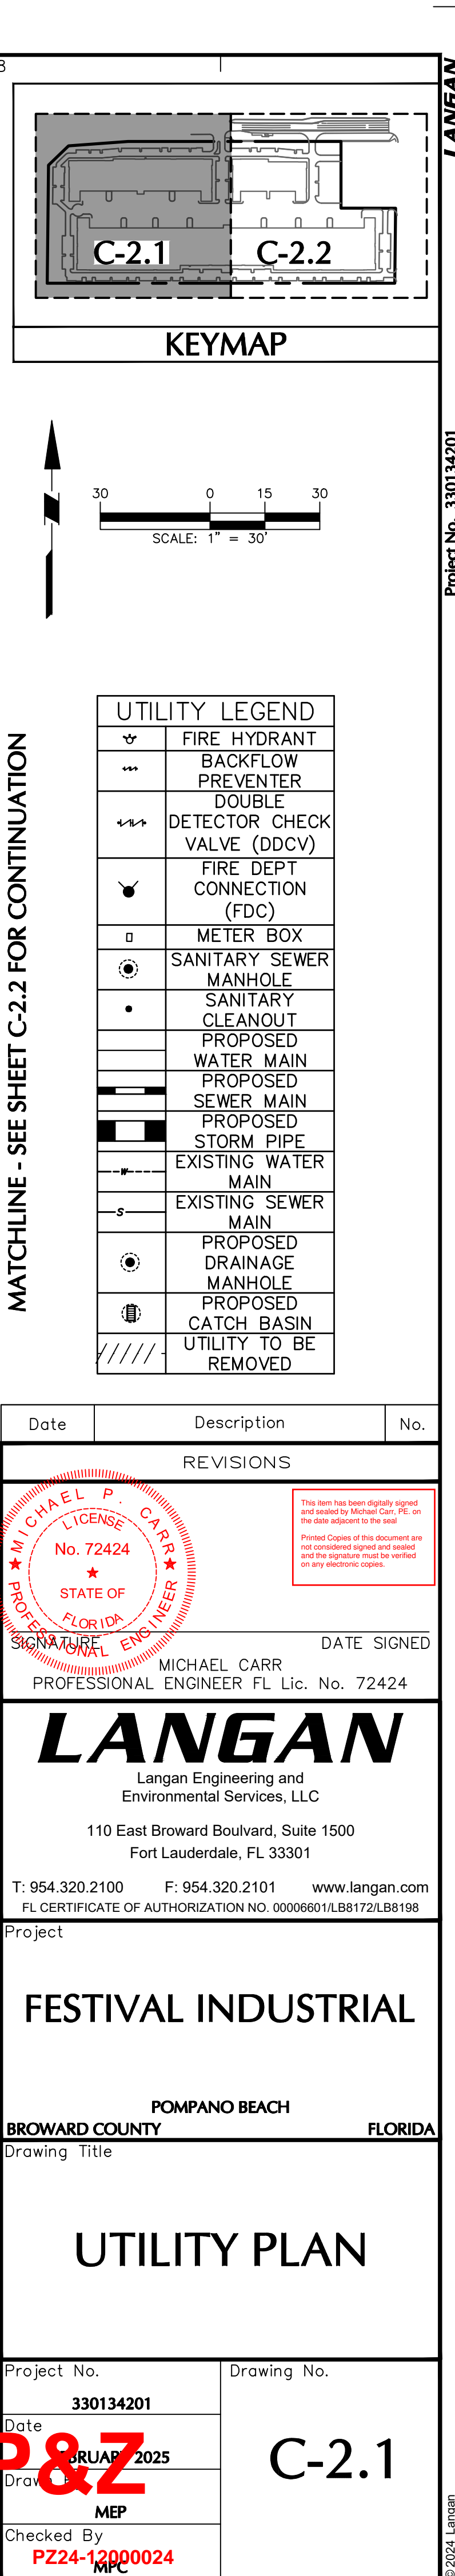 8
LANGAN
C-2.1
C-2.2
KEYMAP
Project No. 330134201
30 0 15 30
SCALE: 1" = 30'
MATCHLINE - SEE SHEET C-2.2 FOR CONTINUATION
UTILITY LEGEND
FIRE HYDRANT
BACKFLOW
PREVENTER
DOUBLE
DETECTOR CHECK
VALVE (DDCV)
FIRE DEPT
CONNECTION
(FDC)
METER BOX
SANITARY SEWER
MANHOLE
SANITARY
CLEANOUT
PROPOSED
WATER MAIN
PROPOSED
SEWER MAIN
PROPOSED
STORM PIPE
W
EXISTING WATER
MAIN
S
EXISTING SEWER
MAIN
PROPOSED
DRAINAGE
MANHOLE
PROPOSED
CATCH BASIN
UTILITY TO BE
REMOVED
Date Description No.
REVISIONS
MICHAEL P. CARR
LICENSE
No. 72424
STATE OF
FLORIDA
PROFESSIONAL ENGINEER
This item has been digitally signed
and sealed by Michael Carr, PE. on
the date adjacent to the seal
Printed Copies of this document are
not considered signed and sealed
and the signature must be verified
on any electronic copies.
SIGNATURE DATE SIGNED
MICHAEL CARR
PROFESSIONAL ENGINEER FL Lic. No. 72424
LANGAN
Langan Engineering and
Environmental Services, LLC
110 East Broward Boulvard, Suite 1500
Fort Lauderdale, FL 33301
T: 954.320.2100 F: 954.320.2101 www.langan.com
FL CERTIFICATE OF AUTHORIZATION NO. 00006601/LB8172/LB8198
Project
FESTIVAL INDUSTRIAL
POMPANO BEACH
BROWARD COUNTY FLORIDA
Drawing Title
UTILITY PLAN
Project No.
330134201
Drawing No.
C-2.1
Date
2025
P&Z
MEP
Checked By
PZ24-12000024
MPC
© 2024 Langan